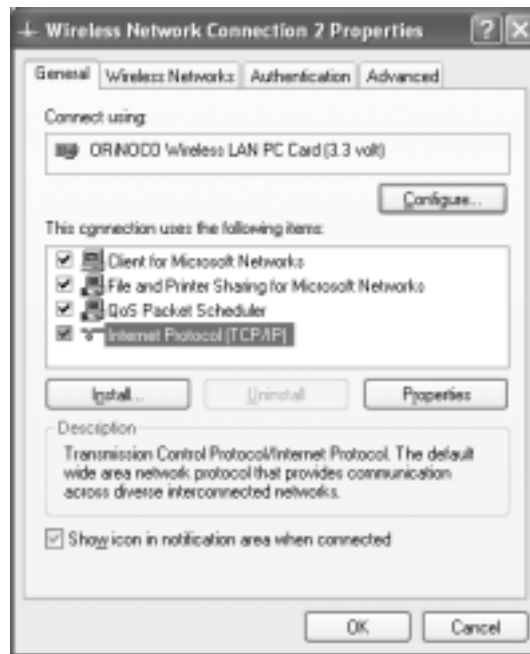 Wireless Network Connection 2 Properties
General Wireless Networks Authentication Advanced
Connect using:
ORiNOCO Wireless LAN PC Card (3.3 volt)
Configure...
This connection uses the following items:
Client for Microsoft Networks
File and Printer Sharing for Microsoft Networks
QoS Packet Scheduler
Internet Protocol (TCP/IP)
Install... Uninstall Properties
Description
Transmission Control Protocol/Internet Protocol. The default
wide area network protocol that provides communication
across diverse interconnected networks.
Show icon in notification area when connected
OK Cancel